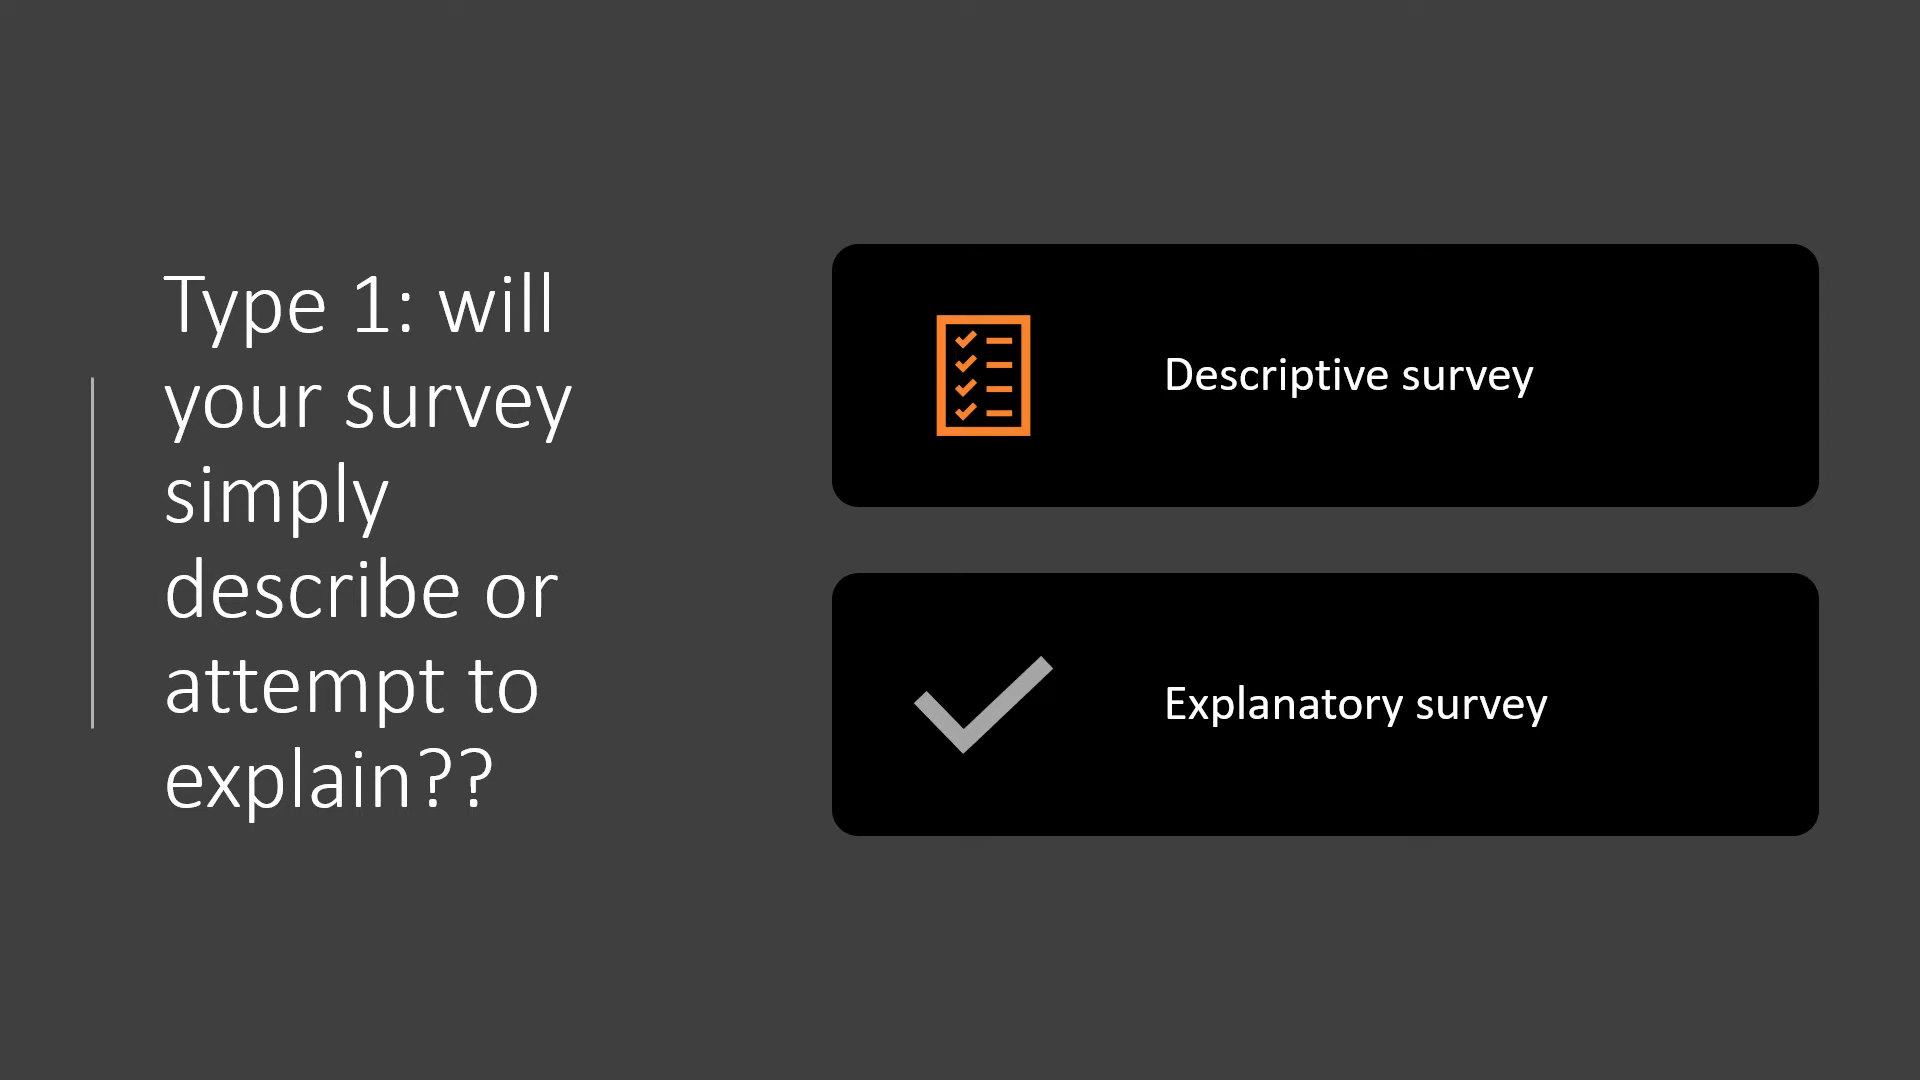 Type 1: will
your survey
simply
describe or
attempt to
explain??
Descriptive survey
Explanatory survey